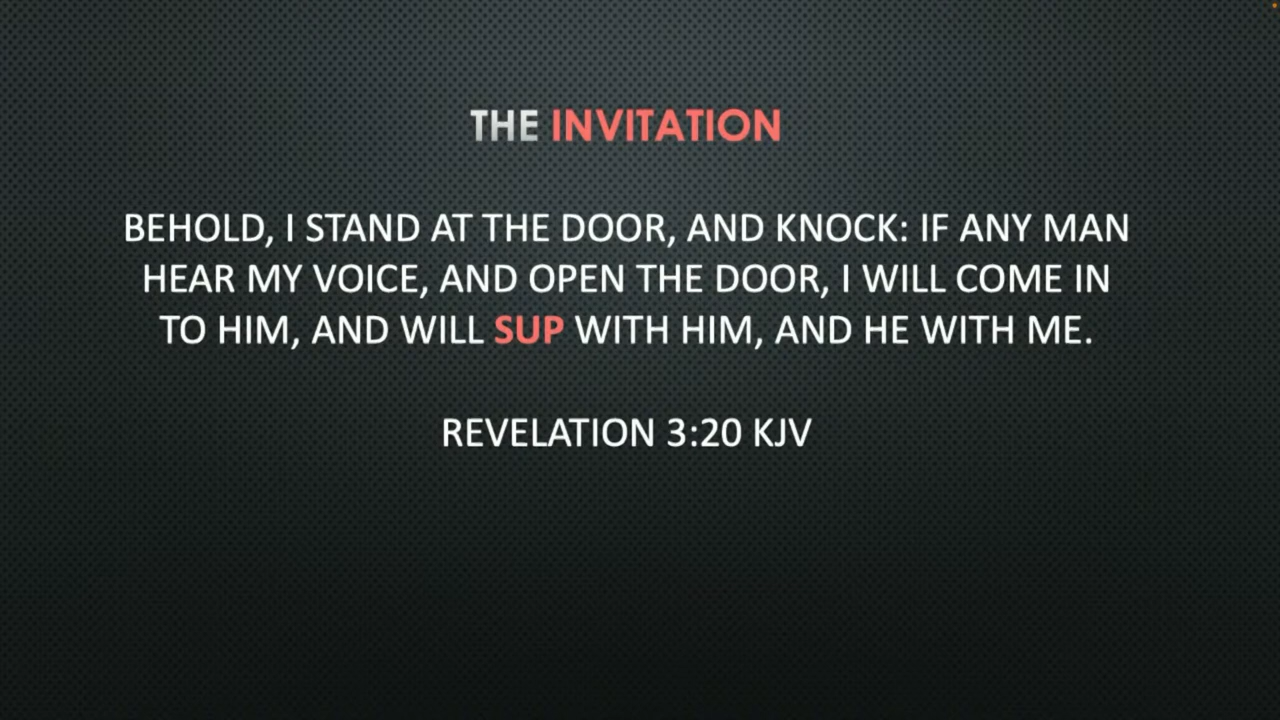 THE INVITATION
BEHOLD, I STAND AT THE DOOR, AND KNOCK: IF ANY MAN
HEAR MY VOICE, AND OPEN THE DOOR, I WILL COME IN
TO HIM, AND WILL SUP WITH HIM, AND HE WITH ME.
REVELATION 3:20 KJV